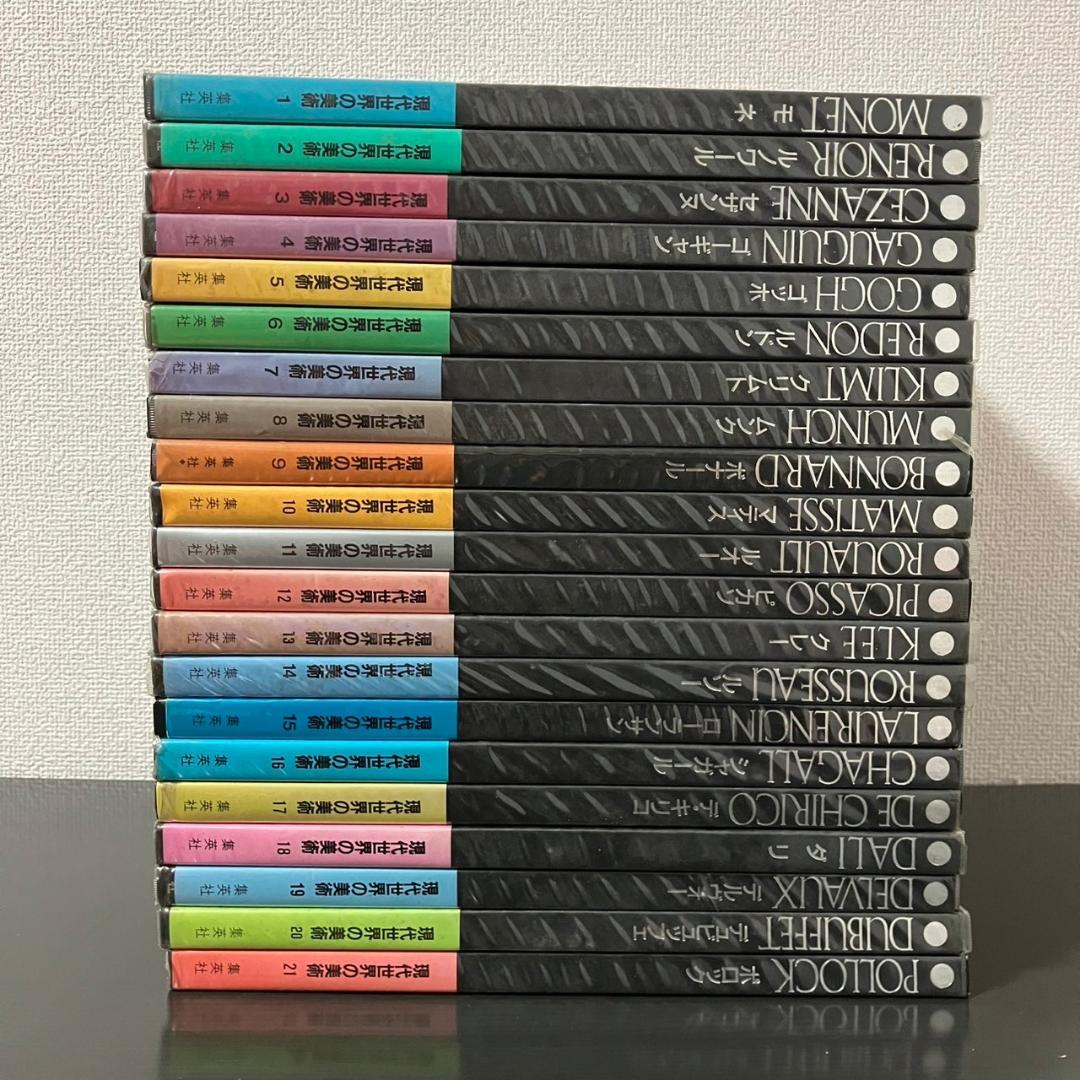 MONET モネ 現代世界の美術 1 集英社
RENOIR ルノワール 現代世界の美術 2 集英社
CEZANNE セザンヌ 現代世界の美術 3 集英社
GAUGUIN ゴーギャン 現代世界の美術 4 集英社
GOGH ゴッホ 現代世界の美術 5 集英社
REDON ルドン 現代世界の美術 6 集英社
KLIMT クリムト 現代世界の美術 7 集英社
MUNCH ムンク 現代世界の美術 8 集英社
BONNARD ボナール 現代世界の美術 9 集英社
MATISSE マティス 現代世界の美術 10 集英社
ROUAULT ルオー 現代世界の美術 11 集英社
PICASSO ピカソ 現代世界の美術 12 集英社
KLEE クレー 現代世界の美術 13 集英社
ROUSSEAU ルソー 現代世界の美術 14 集英社
LAURENCIN ローランサン 現代世界の美術 15 集英社
CHAGALL シャガール 現代世界の美術 16 集英社
DE CHIRICO デ・キリコ 現代世界の美術 17 集英社
DALI ダリ 現代世界の美術 18 集英社
DELVAUX デルヴォー 現代世界の美術 19 集英社
DUBUFFET デュビュッフェ 現代世界の美術 20 集英社
POLLOCK ポロック 現代世界の美術 21 集英社